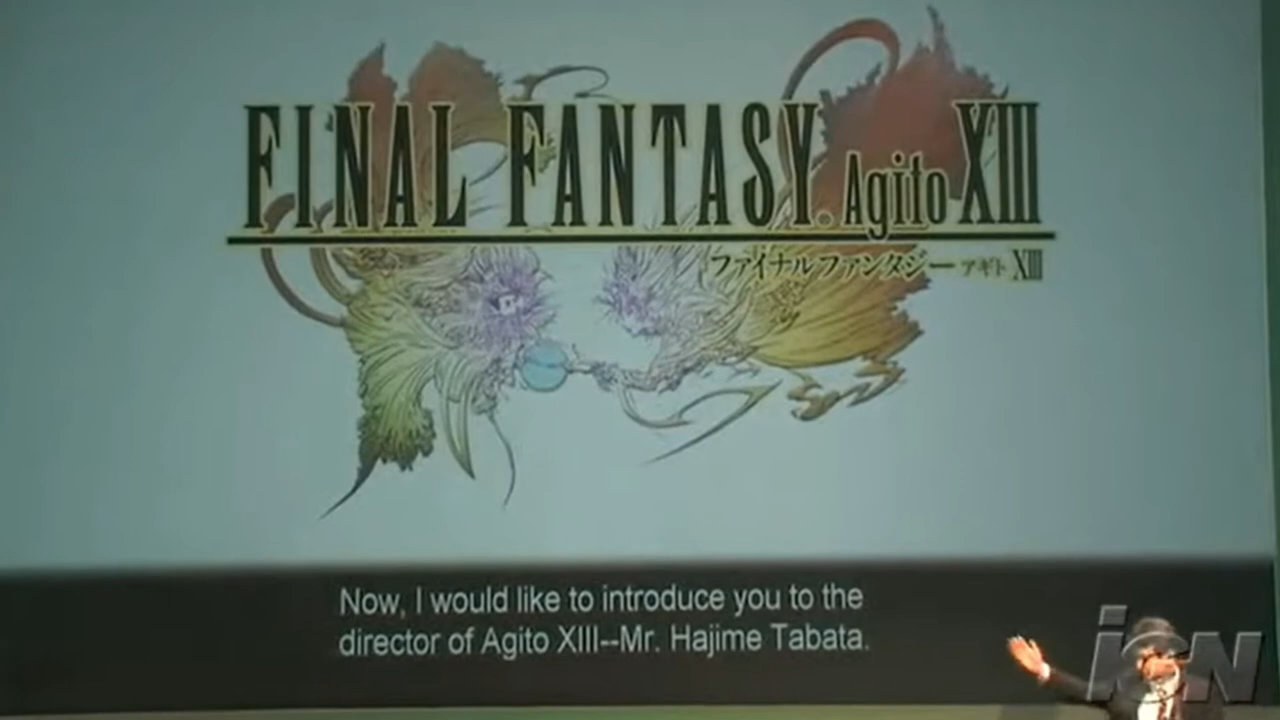 FINAL FANTASY. Agito XIII
ファイナルファンタジー アギト XIII
Now, I would like to introduce you to the
director of Agito XIII--Mr. Hajime Tabata.
iGN